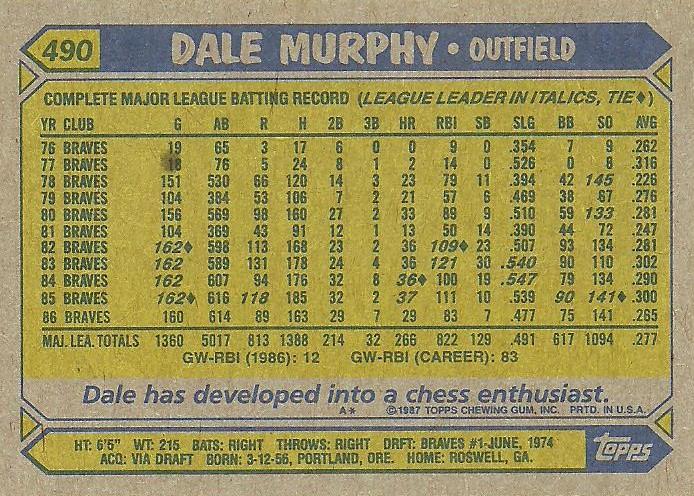 490 DALE MURPHY • OUTFIELD
COMPLETE MAJOR LEAGUE BATTING RECORD (LEAGUE LEADER IN ITALICS, TIE♦)
YR CLUB G AB R H 2B 3B HR RBI SB SLG BB SO AVG
76 BRAVES 19 65 3 17 6 0 0 9 0 .354 7 9 .262
77 BRAVES 18 76 5 24 8 1 2 14 0 .526 0 8 .316
78 BRAVES 151 530 66 120 14 3 23 79 11 .394 42 145 .226
79 BRAVES 104 384 53 106 7 2 21 57 6 .469 38 67 .276
80 BRAVES 156 569 98 160 27 2 33 89 9 .510 59 133 .281
81 BRAVES 104 369 43 91 12 1 13 50 14 .390 44 72 .247
82 BRAVES 162♦ 598 113 168 23 2 36 109♦ 23 .507 93 134 .281
83 BRAVES 162 589 131 178 24 4 36 121 30 .540 90 110 .302
84 BRAVES 162 607 94 176 32 8 36♦ 100 19 .547 79 134 .290
85 BRAVES 162♦ 616 118 185 32 2 37 111 10 .539 90 141♦ .300
86 BRAVES 160 614 89 163 29 7 29 83 7 .477 75 141 .265
MAJ. LEA. TOTALS 1360 5017 813 1388 214 32 266 822 129 .491 617 1094 .277
GW-RBI (1986): 12 GW-RBI (CAREER): 83
Dale has developed into a chess enthusiast.
A* ©1987 TOPPS CHEWING GUM, INC. PRTD. IN U.S.A.
HT: 6'5" WT: 215 BATS: RIGHT THROWS: RIGHT DRFT: BRAVES #1-JUNE, 1974
ACQ: VIA DRAFT BORN: 3-12-56, PORTLAND, ORE. HOME: ROSWELL, GA.
topps